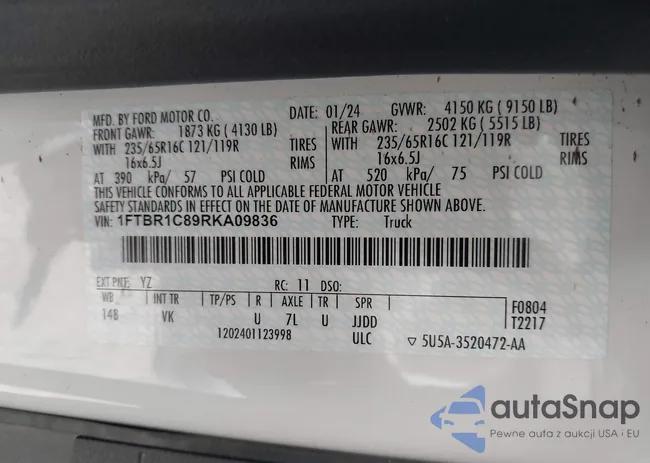 MFD. BY FORD MOTOR CO.
DATE: 01/24 GVWR: 4150 KG ( 9150 LB)
FRONT GAWR: 1873 KG ( 4130 LB)
WITH 235/65R16C 121/119R TIRES
16x6.5J RIMS
AT 390 kPa/ 57 PSI COLD
REAR GAWR: 2502 KG ( 5515 LB)
WITH 235/65R16C 121/119R TIRES
16x6.5J RIMS
AT 520 kPa/ 75 PSI COLD
THIS VEHICLE CONFORMS TO ALL APPLICABLE FEDERAL MOTOR VEHICLE
SAFETY STANDARDS IN EFFECT ON THE DATE OF MANUFACTURE SHOWN ABOVE.
VIN: 1FTBR1C89RKA09836 TYPE: Truck
EXT PNT: YZ RC: 11 DSO:
WB INT TR TP/PS R AXLE TR SPR
148 VK U 7L U JJDD
F0804
T2217
1202401123998 ULC
▽ 5U5A-3520472-AA
autaSnap
Pewne auta z aukcji USA i EU